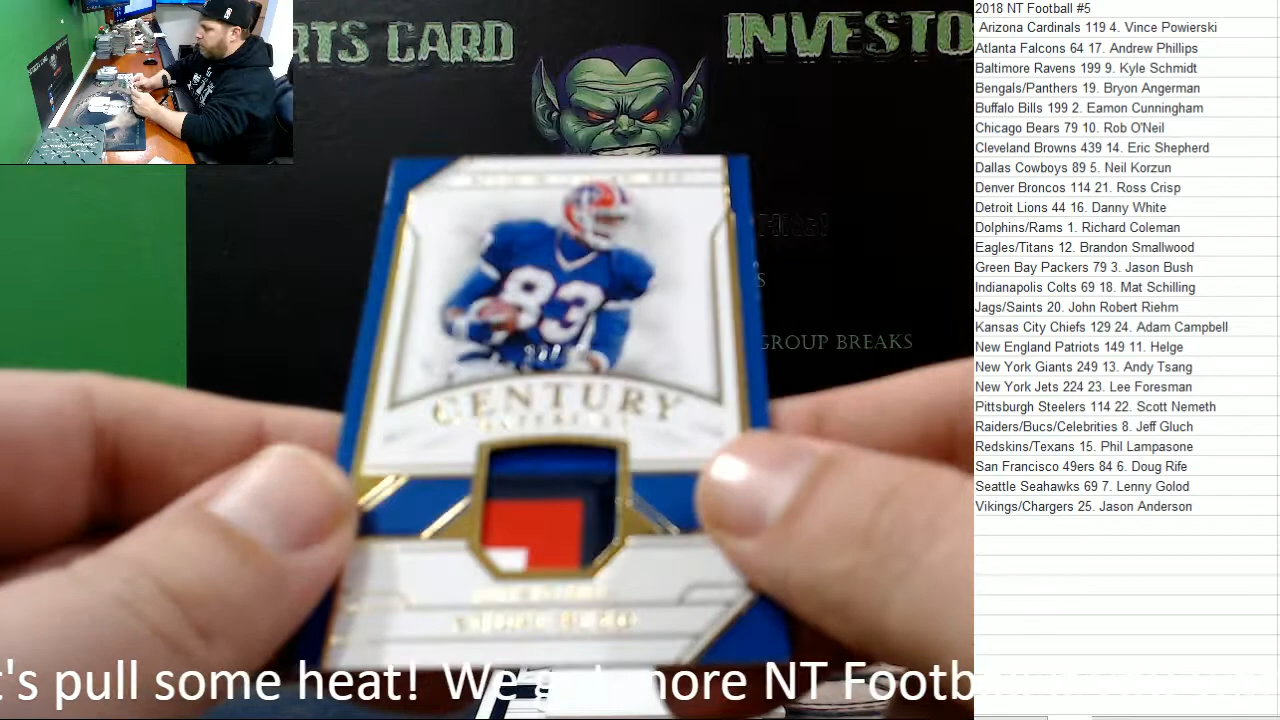 RTS CARD
INVESTO
83
CENTURY
GROUP BREAKS
t's pull some heat! We got more NT Footb
2018 NT Football #5
Arizona Cardinals 119 4. Vince Powierski
Atlanta Falcons 64 17. Andrew Phillips
Baltimore Ravens 199 9. Kyle Schmidt
Bengals/Panthers 19. Bryon Angerman
Buffalo Bills 199 2. Eamon Cunningham
Chicago Bears 79 10. Rob O'Neil
Cleveland Browns 439 14. Eric Shepherd
Dallas Cowboys 89 5. Neil Korzun
Denver Broncos 114 21. Ross Crisp
Detroit Lions 44 16. Danny White
Dolphins/Rams 1. Richard Coleman
Eagles/Titans 12. Brandon Smallwood
Green Bay Packers 79 3. Jason Bush
Indianapolis Colts 69 18. Mat Schilling
Jags/Saints 20. John Robert Riehm
Kansas City Chiefs 129 24. Adam Campbell
New England Patriots 149 11. Helge
New York Giants 249 13. Andy Tsang
New York Jets 224 23. Lee Foresman
Pittsburgh Steelers 114 22. Scott Nemeth
Raiders/Bucs/Celebrities 8. Jeff Gluch
Redskins/Texans 15. Phil Lampasone
San Francisco 49ers 84 6. Doug Rife
Seattle Seahawks 69 7. Lenny Golod
Vikings/Chargers 25. Jason Anderson